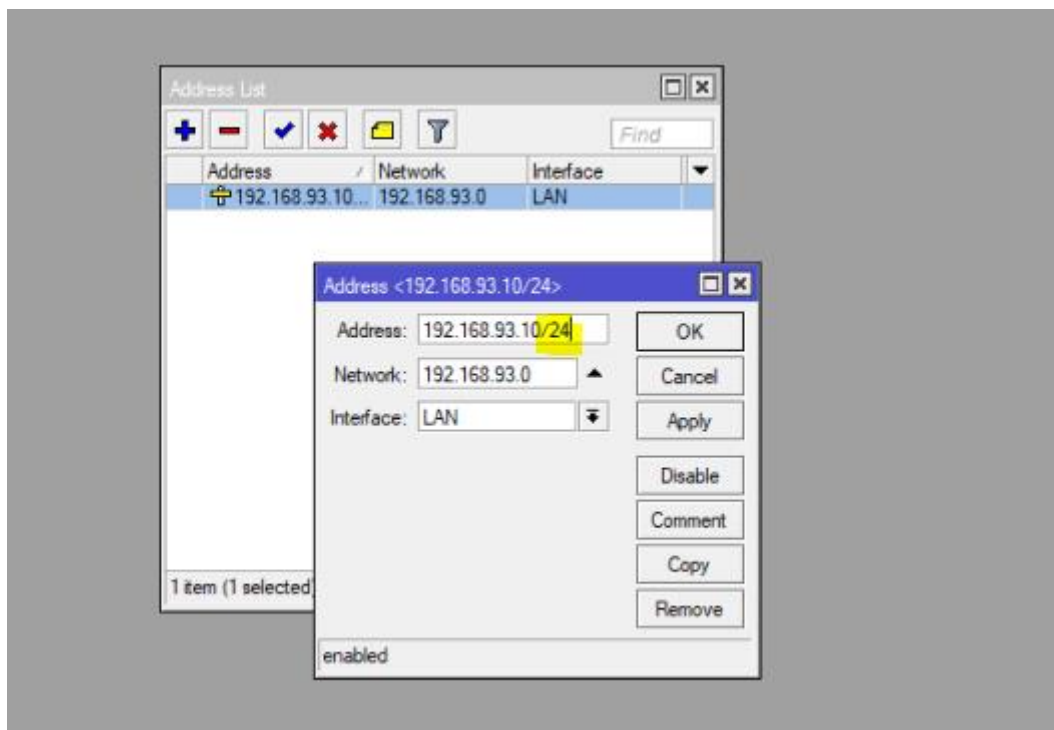 Address List
Find
Address Network Interface
192.168.93.10... 192.168.93.0 LAN
Address <192.168.93.10/24>
Address: 192.168.93.10/24 OK
Network: 192.168.93.0 Cancel
Interface: LAN Apply
Disable
Comment
Copy
1 item (1 selected)
Remove
enabled